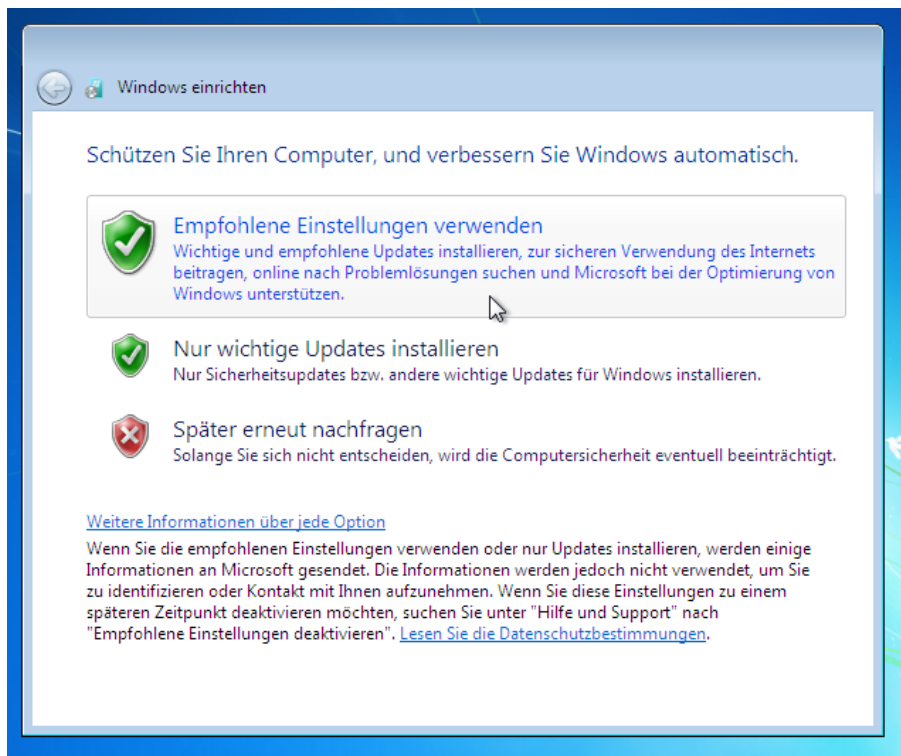 Windows einrichten
Schützen Sie Ihren Computer, und verbessern Sie Windows automatisch.
Empfohlene Einstellungen verwenden
Wichtige und empfohlene Updates installieren, zur sicheren Verwendung des Internets
beitragen, online nach Problemlösungen suchen und Microsoft bei der Optimierung von
Windows unterstützen.
Nur wichtige Updates installieren
Nur Sicherheitsupdates bzw. andere wichtige Updates für Windows installieren.
Später erneut nachfragen
Solange Sie sich nicht entscheiden, wird die Computersicherheit eventuell beeinträchtigt.
Weitere Informationen über jede Option
Wenn Sie die empfohlenen Einstellungen verwenden oder nur Updates installieren, werden einige
Informationen an Microsoft gesendet. Die Informationen werden jedoch nicht verwendet, um Sie
zu identifizieren oder Kontakt mit Ihnen aufzunehmen. Wenn Sie diese Einstellungen zu einem
späteren Zeitpunkt deaktivieren möchten, suchen Sie unter "Hilfe und Support" nach
"Empfohlene Einstellungen deaktivieren". Lesen Sie die Datenschutzbestimmungen.